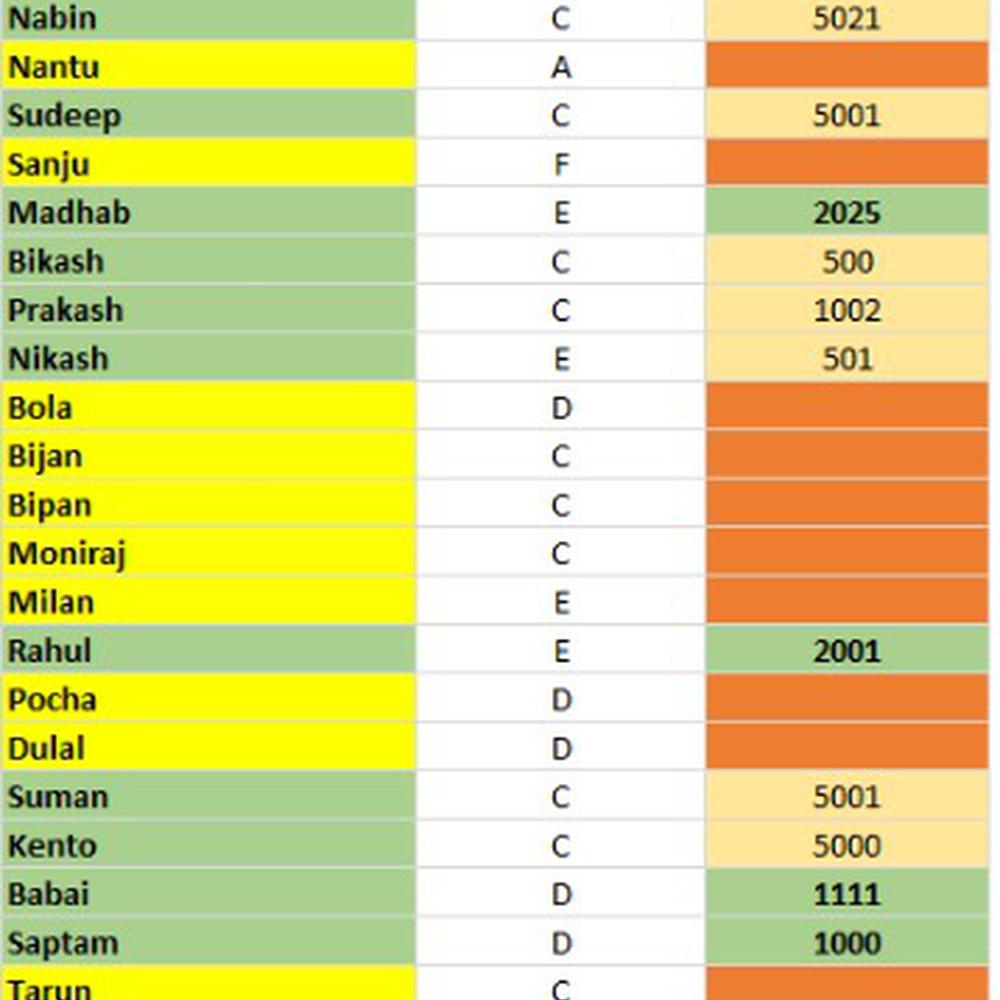 Nabin C 5021
Nantu A
Sudeep C 5001
Sanju F
Madhab E 2025
Bikash C 500
Prakash C 1002
Nikash E 501
Bola D
Bijan C
Bipan C
Moniraj C
Milan E
Rahul E 2001
Pocha D
Dulal D
Suman C 5001
Kento C 5000
Babai D 1111
Saptam D 1000
Tarun C